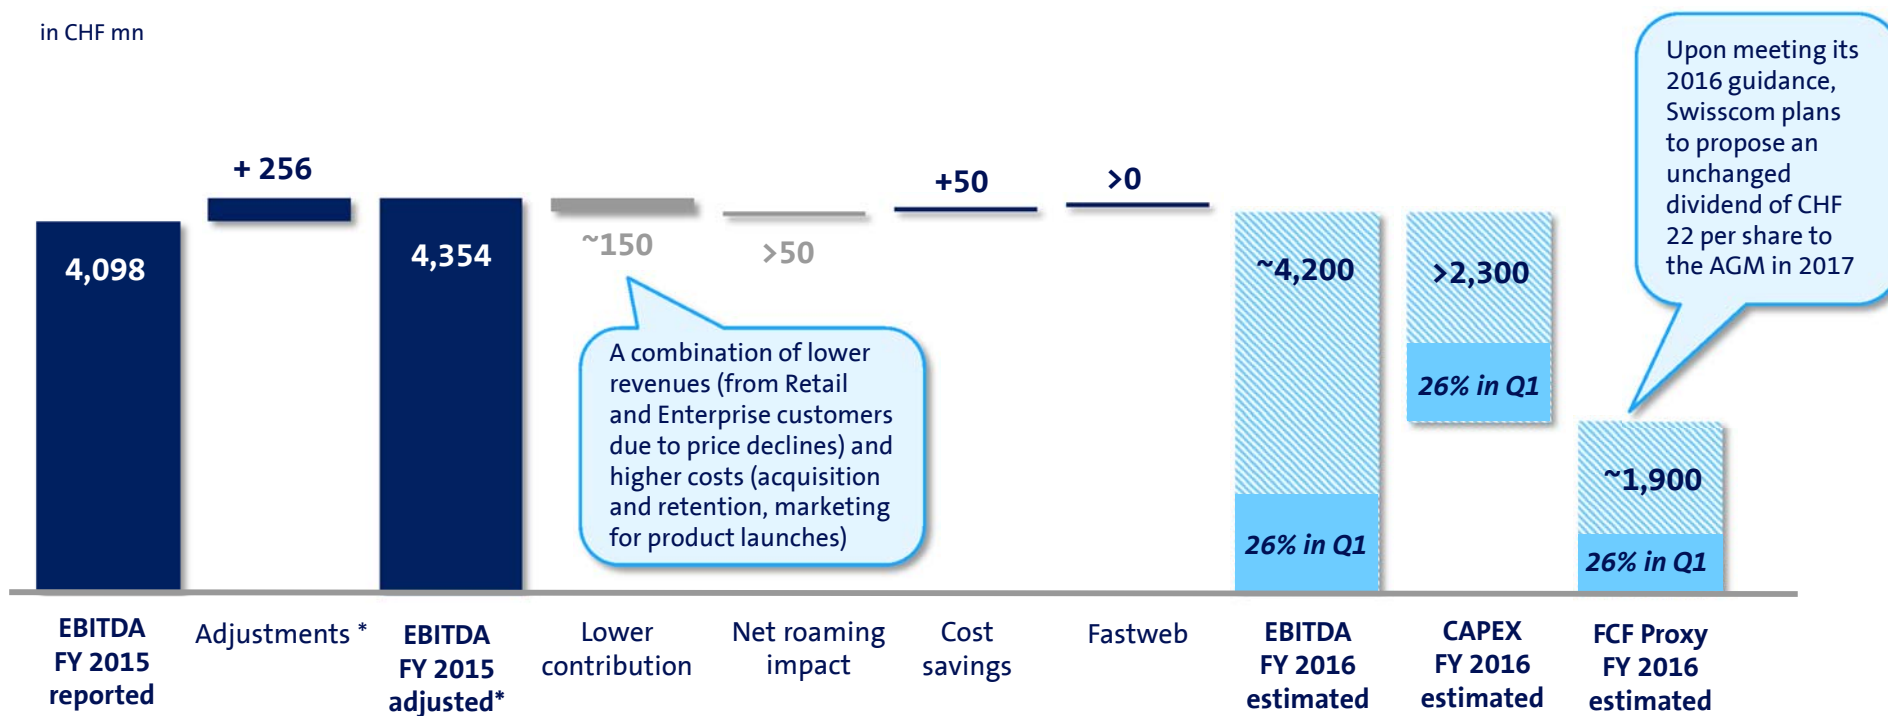 in CHF mn
Upon meeting its
2016 guidance,
Swisscom plans
to propose an
unchanged
dividend of CHF
22 per share to
the AGM in 2017
4,098
+ 256
4,354
~150
>50
+50
>0
~4,200
>2,300
~1,900
26% in Q1
26% in Q1
26% in Q1
A combination of lower
revenues (from Retail
and Enterprise customers
due to price declines) and
higher costs (acquisition
and retention, marketing
for product launches)
EBITDA
FY 2015
reported
Adjustments *
EBITDA
FY 2015
adjusted*
Lower
contribution
Net roaming
impact
Cost
savings
Fastweb
EBITDA
FY 2016
estimated
CAPEX
FY 2016
estimated
FCF Proxy
FY 2016
estimated